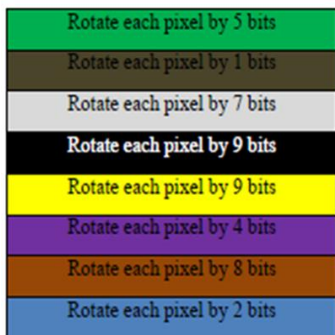 Rotate each pixel by 5 bits
Rotate each pixel by 1 bits
Rotate each pixel by 7 bits
Rotate each pixel by 9 bits
Rotate each pixel by 9 bits
Rotate each pixel by 4 bits
Rotate each pixel by 8 bits
Rotate each pixel by 2 bits